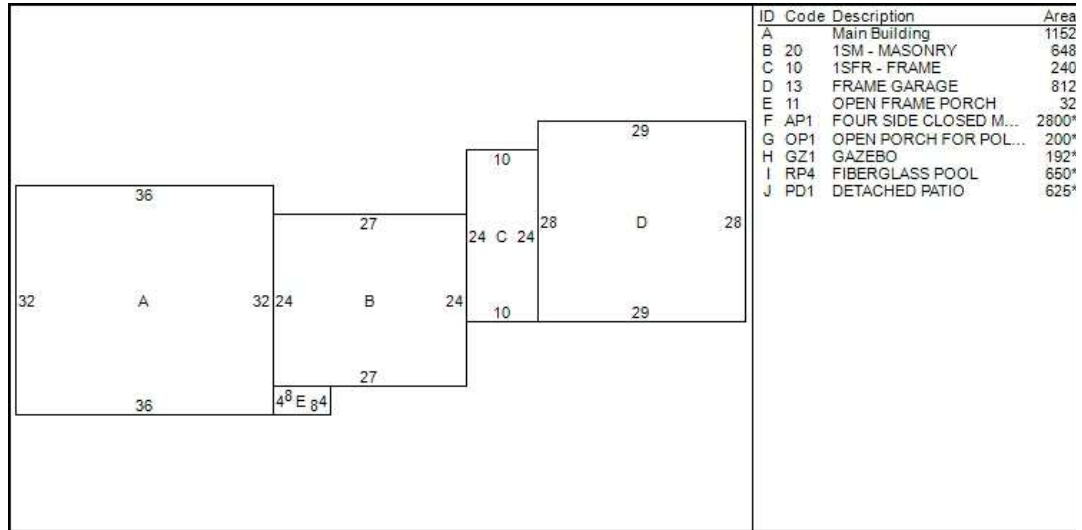 ID Code Description Area
A Main Building 1152
B 20 1SM - MASONRY 648
C 10 1SFR - FRAME 240
D 13 FRAME GARAGE 812
E 11 OPEN FRAME PORCH 32
F AP1 FOUR SIDE CLOSED M... 2800*
G OP1 OPEN PORCH FOR POL... 200*
H GZ1 GAZEBO 192*
I RP4 FIBERGLASS POOL 650*
J PD1 DETACHED PATIO 625*
29
10
36
27
24 C 24 28 D 28
32 A 32 24 B 24
10 29
27
36 4 8 E 8 4